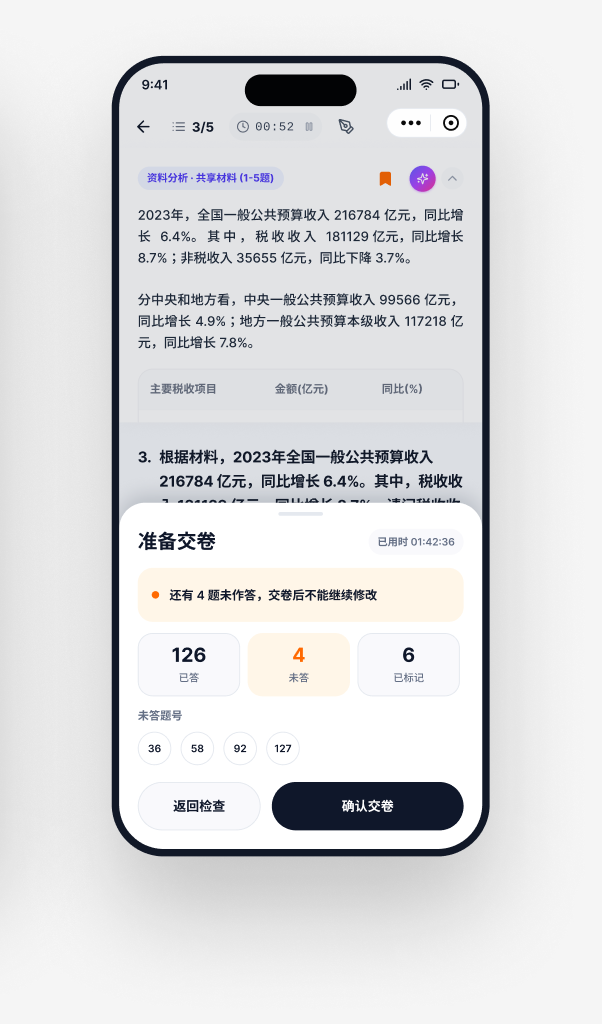 9:41
3/5
00:52
资料分析 · 共享材料 (1-5题)
2023年，全国一般公共预算收入 216784 亿元，同比增
长 6.4%。其中，税收收入 181129 亿元，同比增长
8.7%；非税收入 35655 亿元，同比下降 3.7%。
分中央和地方看，中央一般公共预算收入 99566 亿元，
同比增长 4.9%；地方一般公共预算本级收入 117218 亿
元，同比增长 7.8%。
主要税收项目 金额(亿元) 同比(%)
3. 根据材料，2023年全国一般公共预算收入
216784 亿元，同比增长 6.4%。其中，税收收
准备交卷
已用时 01:42:36
还有 4 题未作答，交卷后不能继续修改
126 4 6
已答 未答 已标记
未答题号
36 58 92 127
返回检查 确认交卷